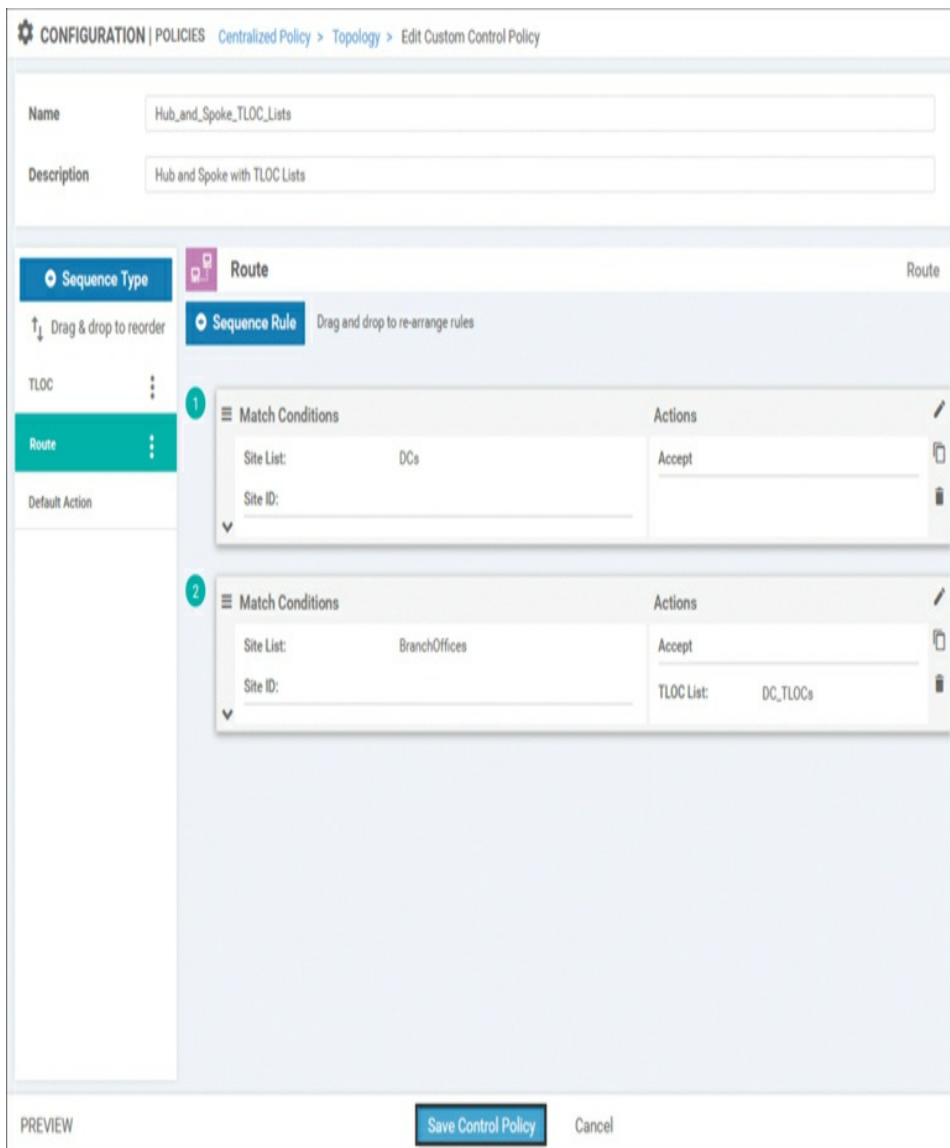 CONFIGURATION | POLICIES Centralized Policy > Topology > Edit Custom Control Policy
Name Hub_and_Spoke_TLOC_Lists
Description Hub and Spoke with TLOC Lists
Sequence Type
Drag & drop to reorder
TLOC
Route
Default Action
Route Route
Sequence Rule Drag and drop to re-arrange rules
1
Match Conditions Actions
Site List: DCs Accept
Site ID:
2
Match Conditions Actions
Site List: BranchOffices Accept
Site ID: TLOC List: DC_TLOCs
PREVIEW Save Control Policy Cancel